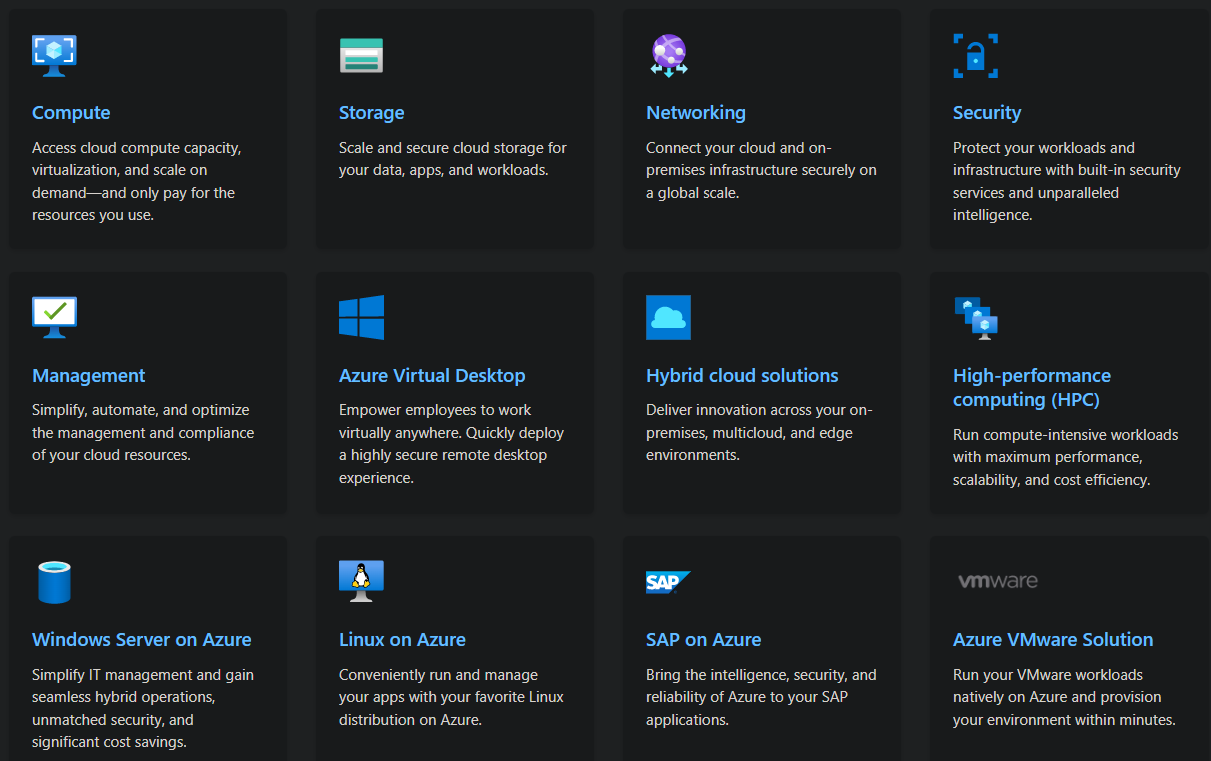 Compute
Access cloud compute capacity,
virtualization, and scale on
demand—and only pay for the
resources you use.
Storage
Scale and secure cloud storage for
your data, apps, and workloads.
Networking
Connect your cloud and on-
premises infrastructure securely on
a global scale.
Security
Protect your workloads and
infrastructure with built-in security
services and unparalleled
intelligence.
Management
Simplify, automate, and optimize
the management and compliance
of your cloud resources.
Azure Virtual Desktop
Empower employees to work
virtually anywhere. Quickly deploy
a highly secure remote desktop
experience.
Hybrid cloud solutions
Deliver innovation across your on-
premises, multicloud, and edge
environments.
High-performance
computing (HPC)
Run compute-intensive workloads
with maximum performance,
scalability, and cost efficiency.
Windows Server on Azure
Simplify IT management and gain
seamless hybrid operations,
unmatched security, and
significant cost savings.
Linux on Azure
Conveniently run and manage
your apps with your favorite Linux
distribution on Azure.
SAP
SAP on Azure
Bring the intelligence, security, and
reliability of Azure to your SAP
applications.
vmware
Azure VMware Solution
Run your VMware workloads
natively on Azure and provision
your environment within minutes.